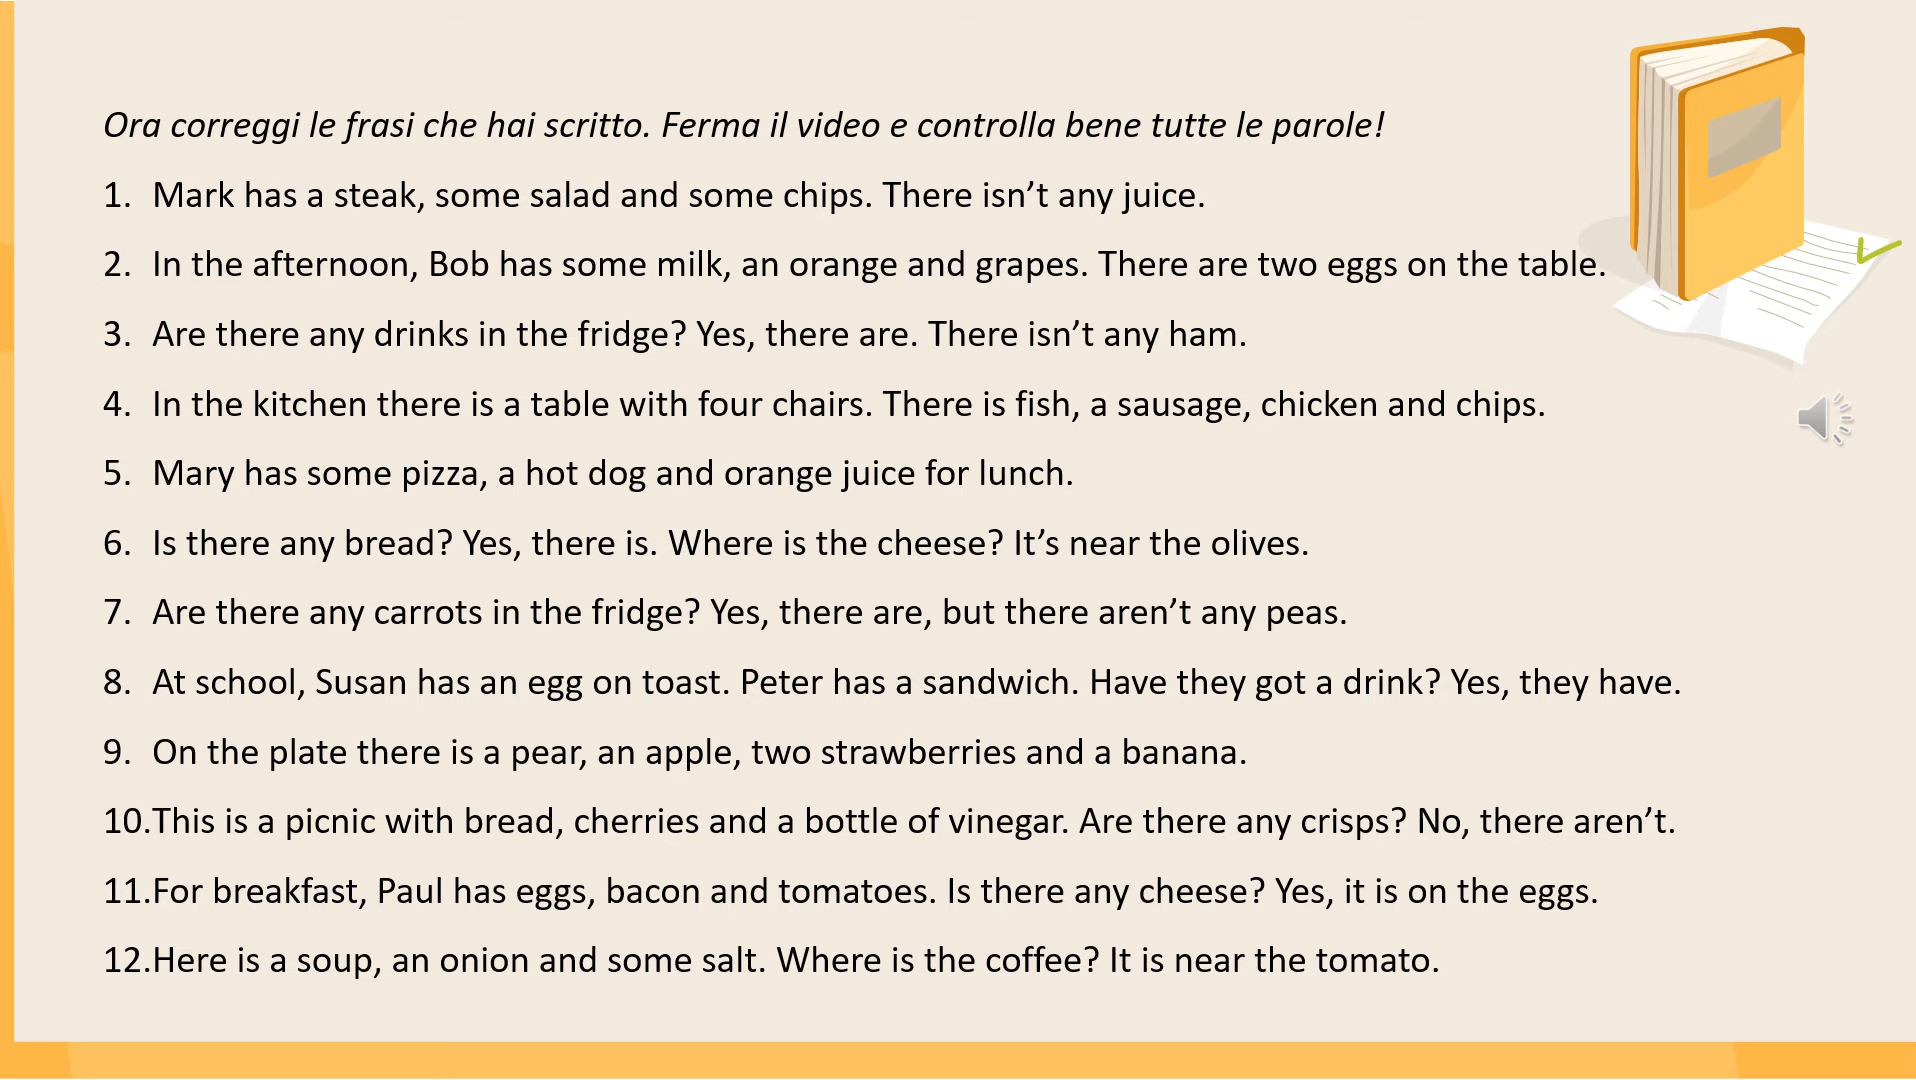 Ora correggi le frasi che hai scritto. Ferma il video e controlla bene tutte le parole!
1. Mark has a steak, some salad and some chips. There isn’t any juice.
2. In the afternoon, Bob has some milk, an orange and grapes. There are two eggs on the table.
3. Are there any drinks in the fridge? Yes, there are. There isn’t any ham.
4. In the kitchen there is a table with four chairs. There is fish, a sausage, chicken and chips.
5. Mary has some pizza, a hot dog and orange juice for lunch.
6. Is there any bread? Yes, there is. Where is the cheese? It’s near the olives.
7. Are there any carrots in the fridge? Yes, there are, but there aren’t any peas.
8. At school, Susan has an egg on toast. Peter has a sandwich. Have they got a drink? Yes, they have.
9. On the plate there is a pear, an apple, two strawberries and a banana.
10.This is a picnic with bread, cherries and a bottle of vinegar. Are there any crisps? No, there aren’t.
11.For breakfast, Paul has eggs, bacon and tomatoes. Is there any cheese? Yes, it is on the eggs.
12.Here is a soup, an onion and some salt. Where is the coffee? It is near the tomato.